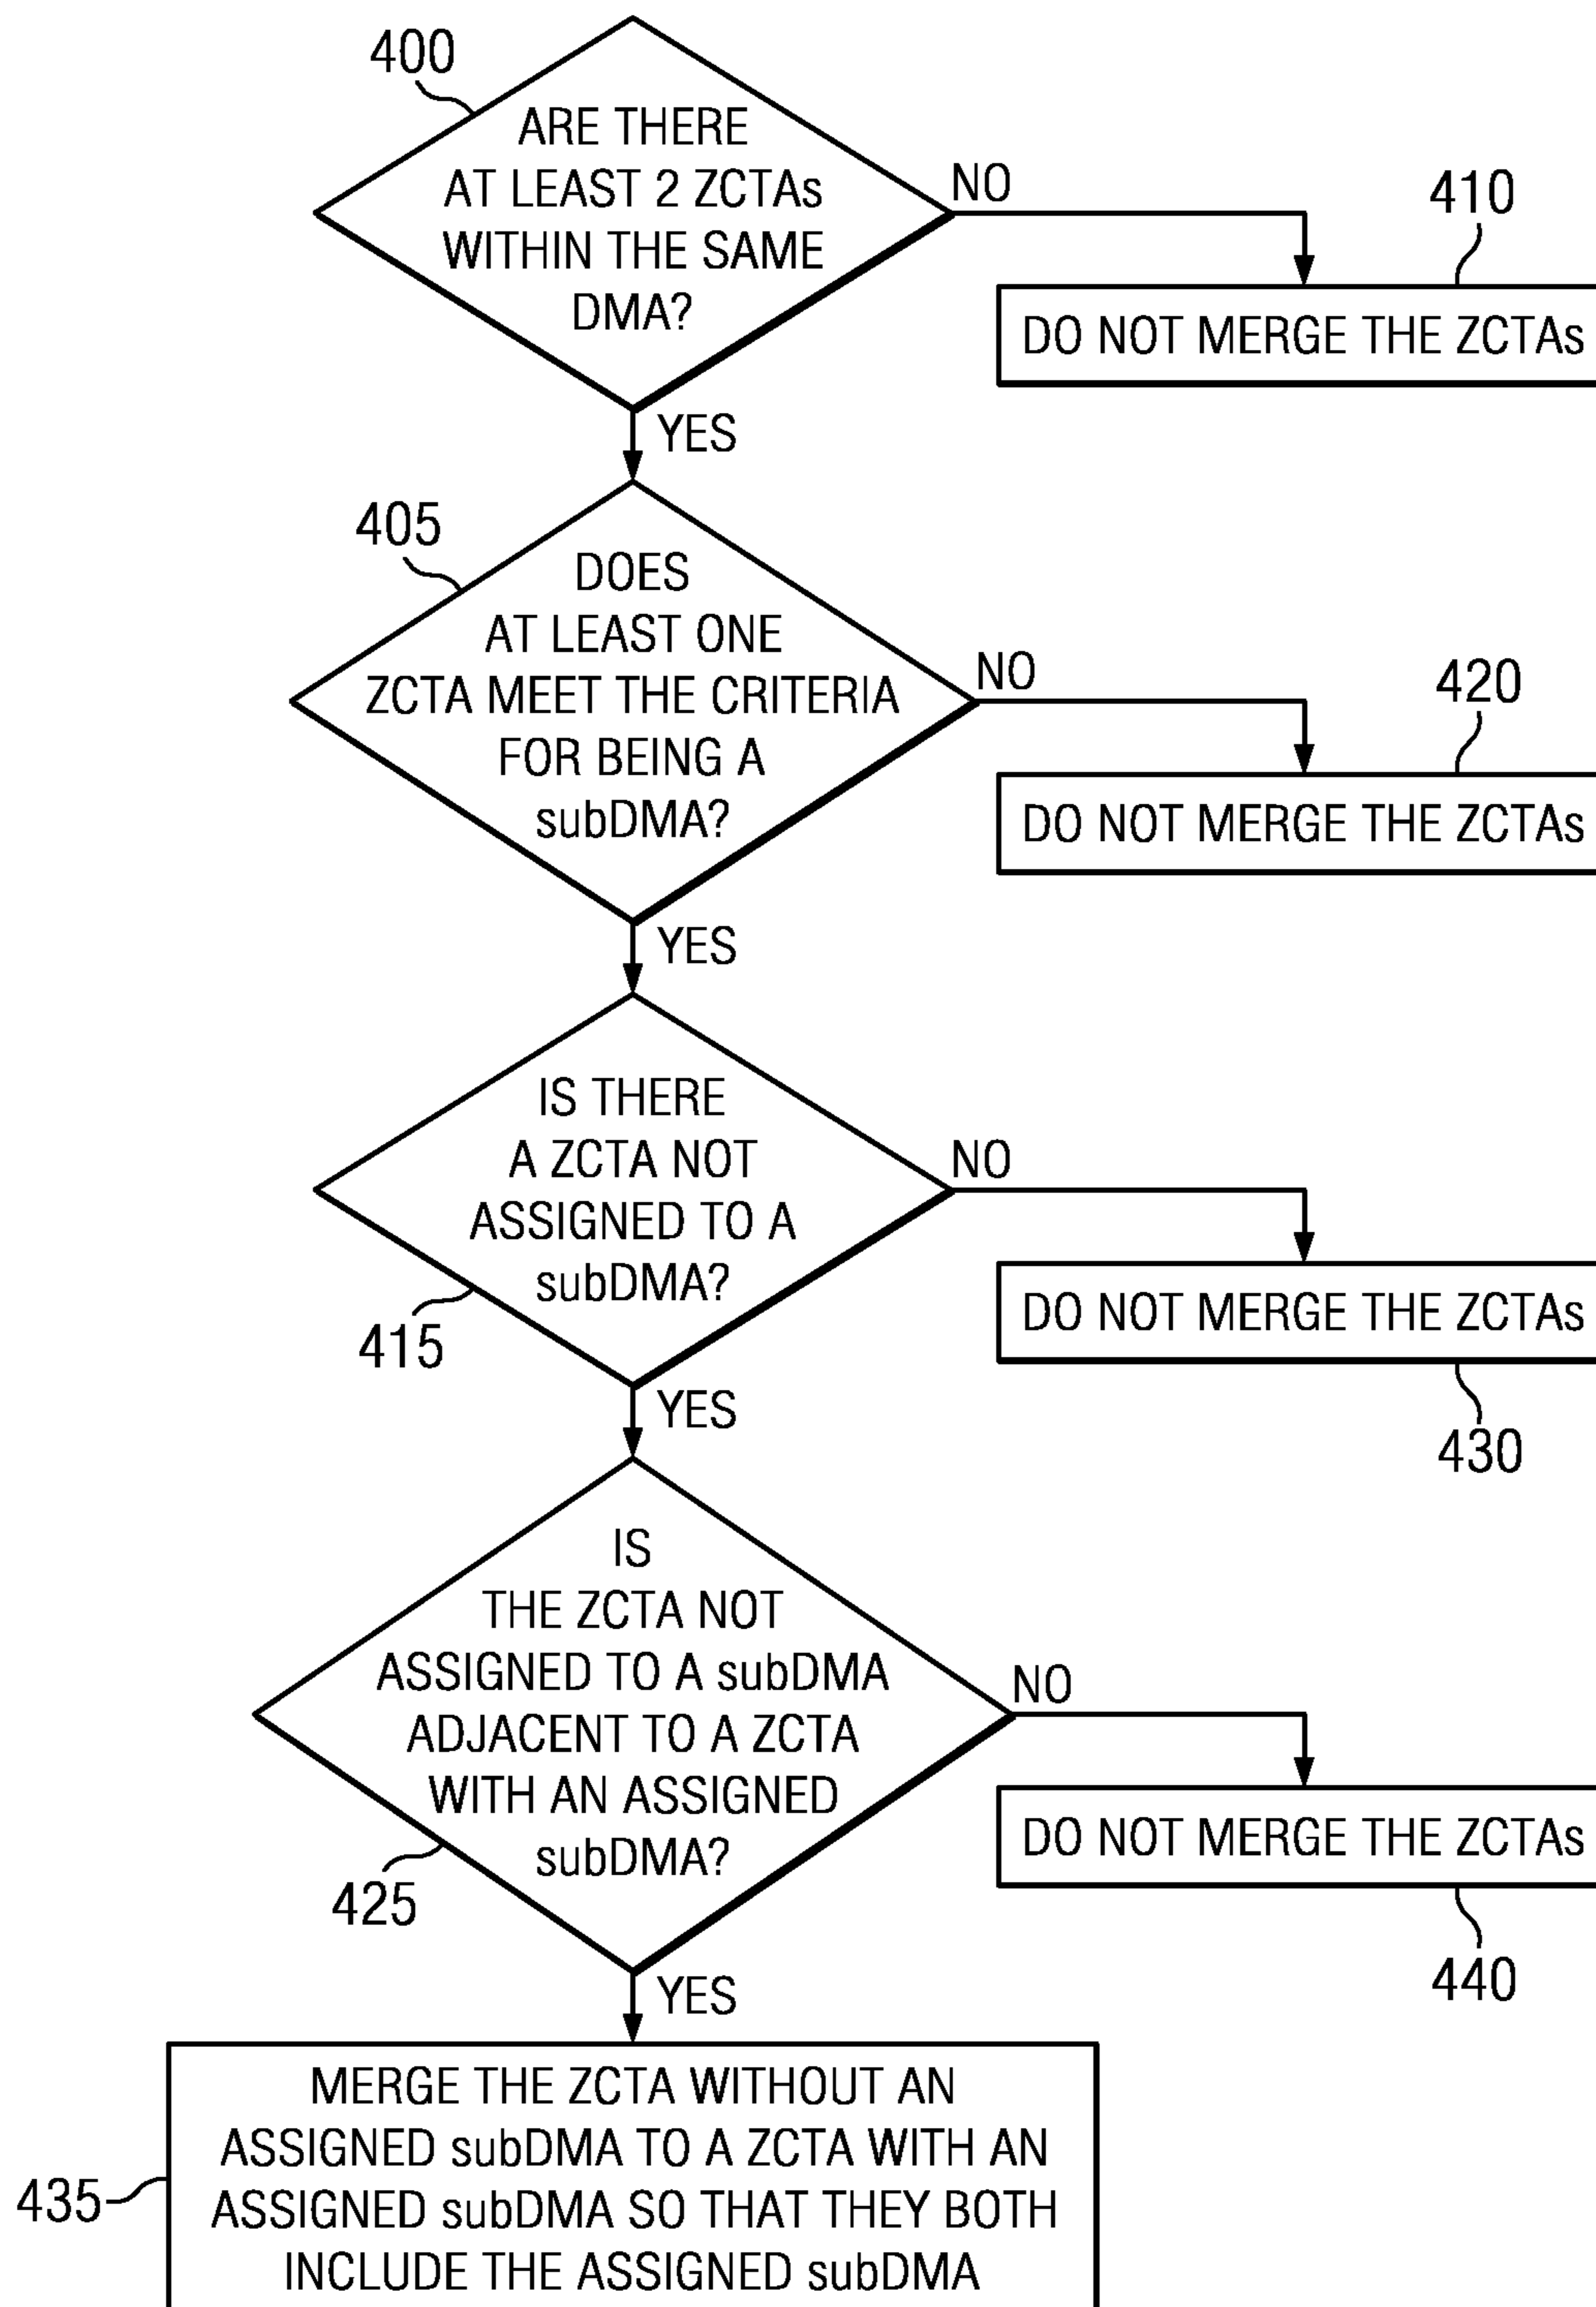 400
ARE THERE
AT LEAST 2 ZCTAs
WITHIN THE SAME
DMA?
NO
410
DO NOT MERGE THE ZCTAs
YES
405
DOES
AT LEAST ONE
ZCTA MEET THE CRITERIA
FOR BEING A
subDMA?
NO
420
DO NOT MERGE THE ZCTAs
YES
IS THERE
A ZCTA NOT
ASSIGNED TO A
subDMA?
415
NO
DO NOT MERGE THE ZCTAs
430
YES
IS
THE ZCTA NOT
ASSIGNED TO A subDMA
ADJACENT TO A ZCTA
WITH AN ASSIGNED
subDMA?
425
NO
DO NOT MERGE THE ZCTAs
440
YES
435
MERGE THE ZCTA WITHOUT AN
ASSIGNED subDMA TO A ZCTA WITH AN
ASSIGNED subDMA SO THAT THEY BOTH
INCLUDE THE ASSIGNED subDMA